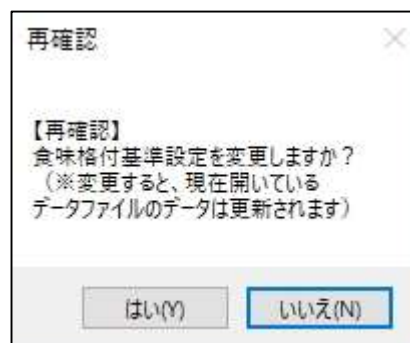 再確認
【再確認】
食味格付基準設定を変更しますか？
（※変更すると、現在開いている
データファイルのデータは更新されます）
はい(Y)
いいえ(N)